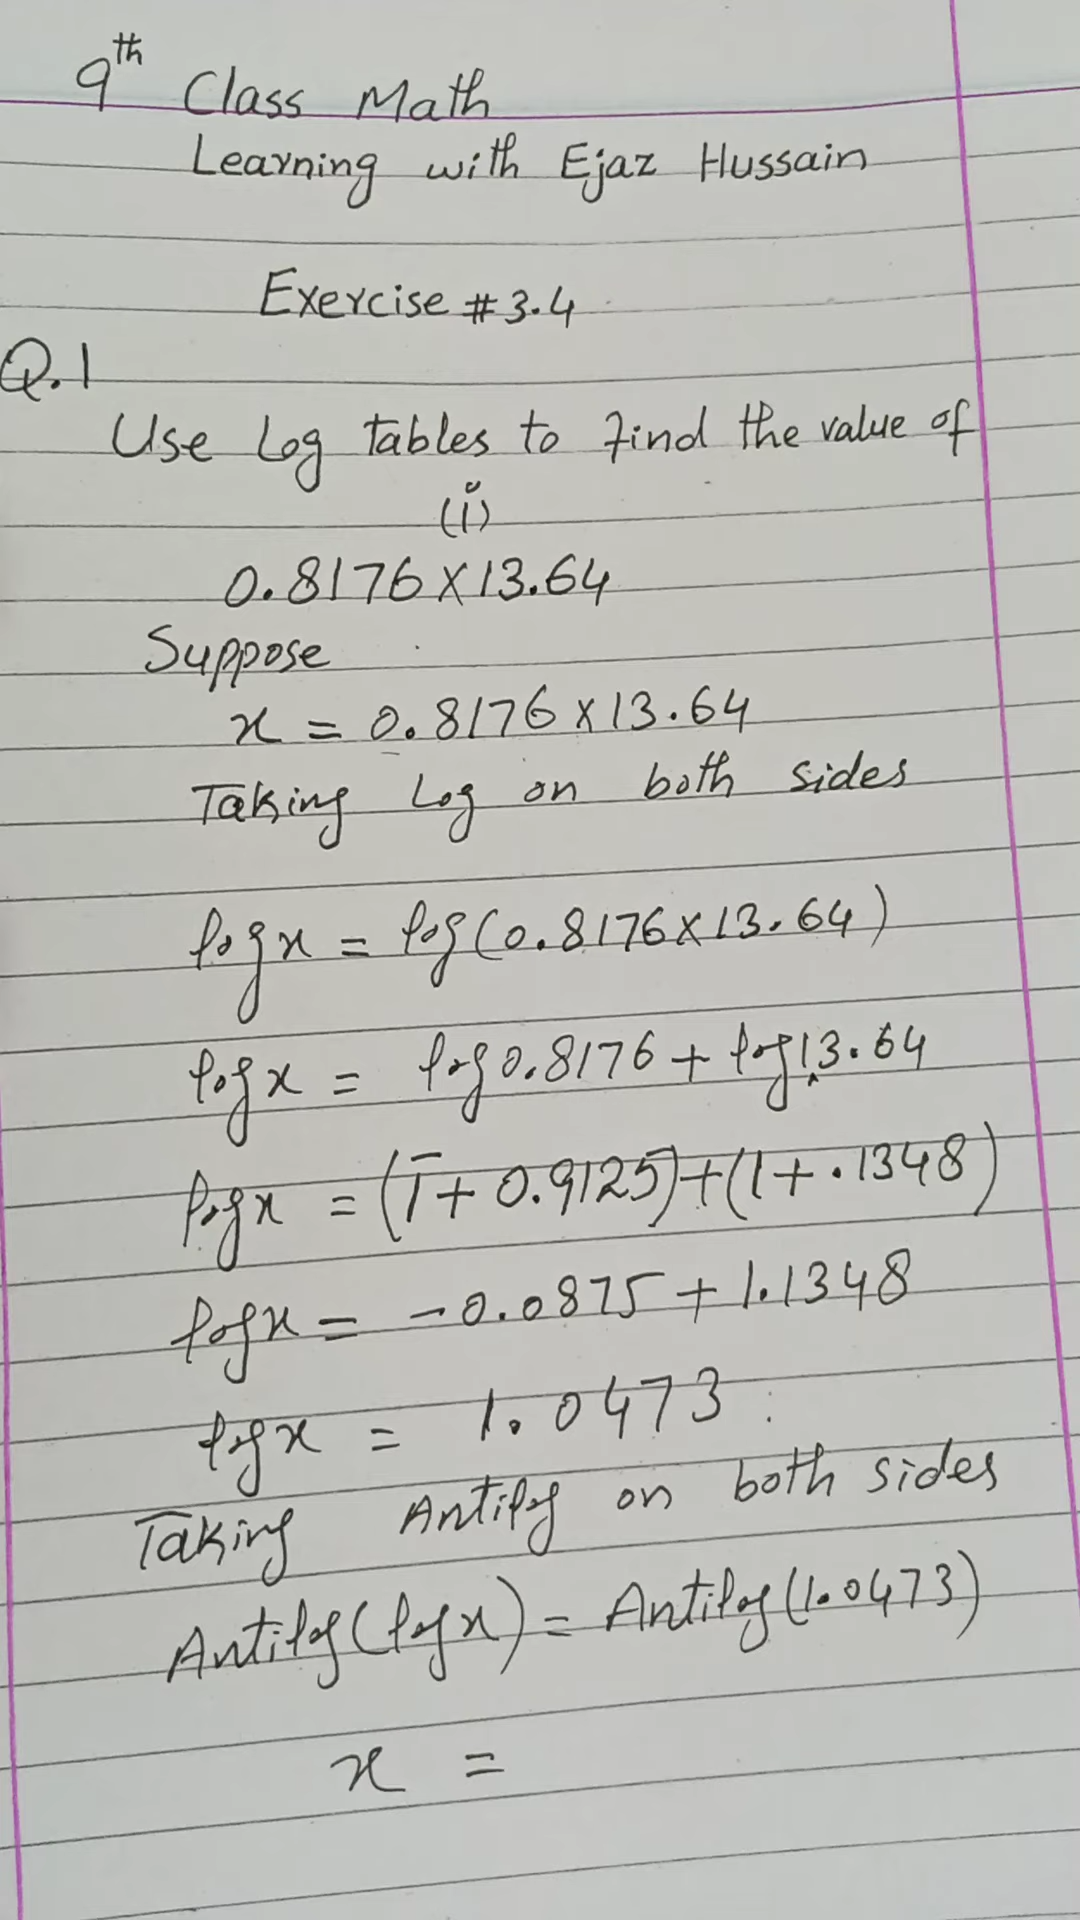 9th Class Math
Learning with Ejaz Hussain
Exercise #3.4
Q.1
Use Log tables to find the value of
(i)
0.8176×13.64
Suppose
x = 0.8176×13.64
Taking Log on both sides
log x = log(0.8176×13.64)
log x = log 0.8176 + log 13.64
log x = (1̅ + 0.9125)+(1+.1348)
log x = -0.0875 + 1.1348
log x = 1.0473
Taking Antilog on both sides
Antilog(log x) = Antilog(1.0473)
x =